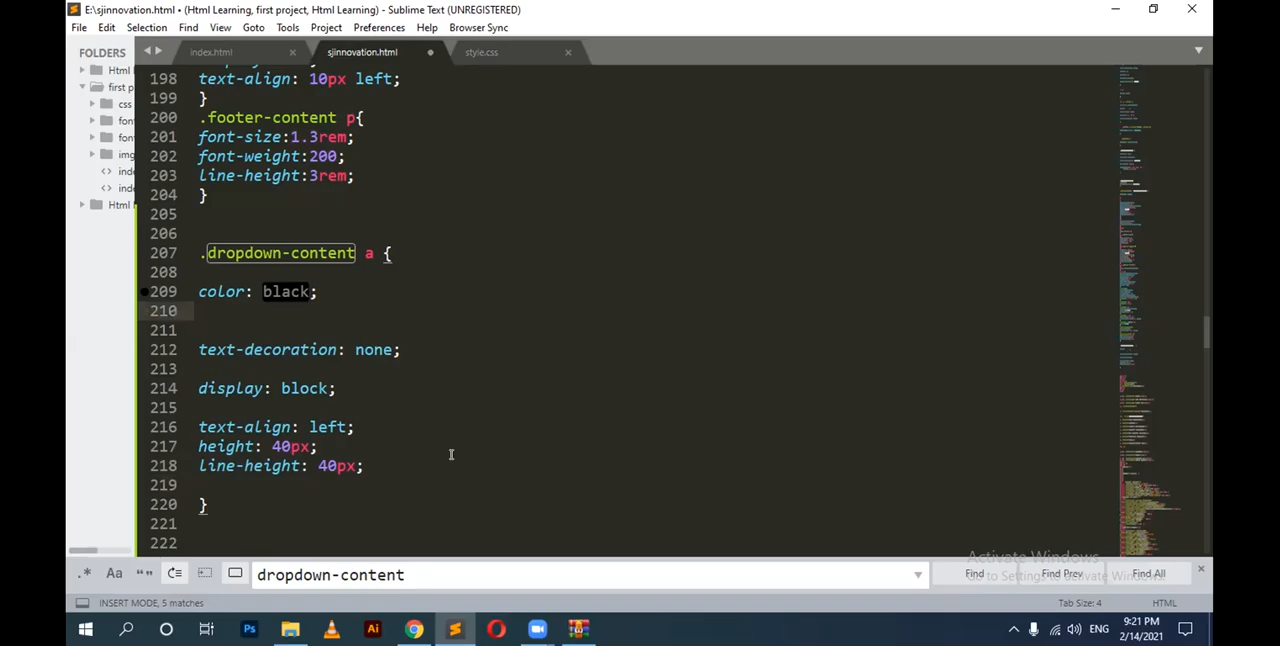 E:\sjinnovation.html • (Html Learning, first project, Html Learning) - Sublime Text (UNREGISTERED)
File Edit Selection Find View Goto Tools Project Preferences Help Browser Sync
FOLDERS
Html
first p
css
fon
fon
img
inde
inde
Html
index.html sjinnovation.html style.css
198 text-align: 10px left;
199 }
200 .footer-content p{
201 font-size:1.3rem;
202 font-weight:200;
203 line-height:3rem;
204 }
205
206
207 .dropdown-content a {
208
209 color: black;
210
211
212 text-decoration: none;
213
214 display: block;
215
216 text-align: left;
217 height: 40px;
218 line-height: 40px;
219
220 }
221
222
Activate Windows
Go to Settings to activate Windows.
.* Aa “” dropdown-content Find Find Prev Find All
INSERT MODE, 5 matches Tab Size: 4 HTML
Ps Ai ENG 9:21 PM
2/14/2021